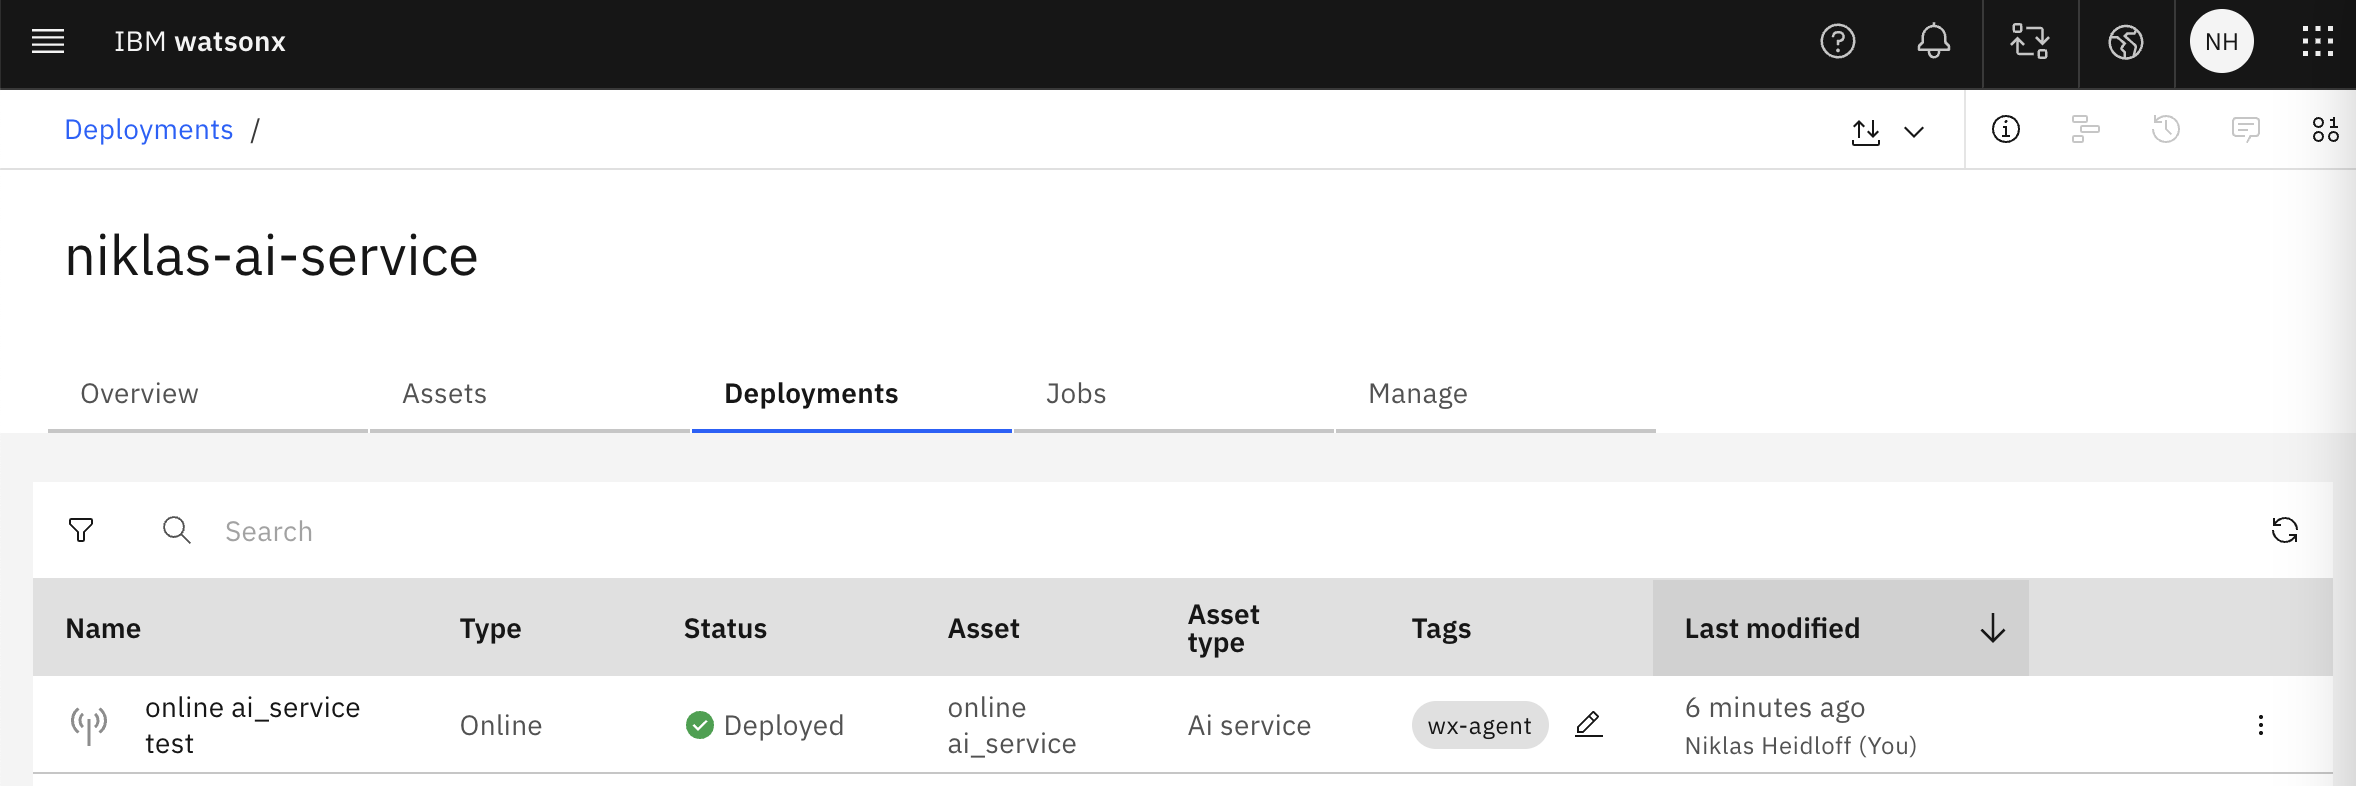 IBM watsonx
NH
Deployments /
niklas-ai-service
Overview
Assets
Deployments
Jobs
Manage
Search
Name
Type
Status
Asset
Asset
type
Tags
Last modified
online ai_service
test
Online
Deployed
online
ai_service
Ai service
wx-agent
6 minutes ago
Niklas Heidloff (You)